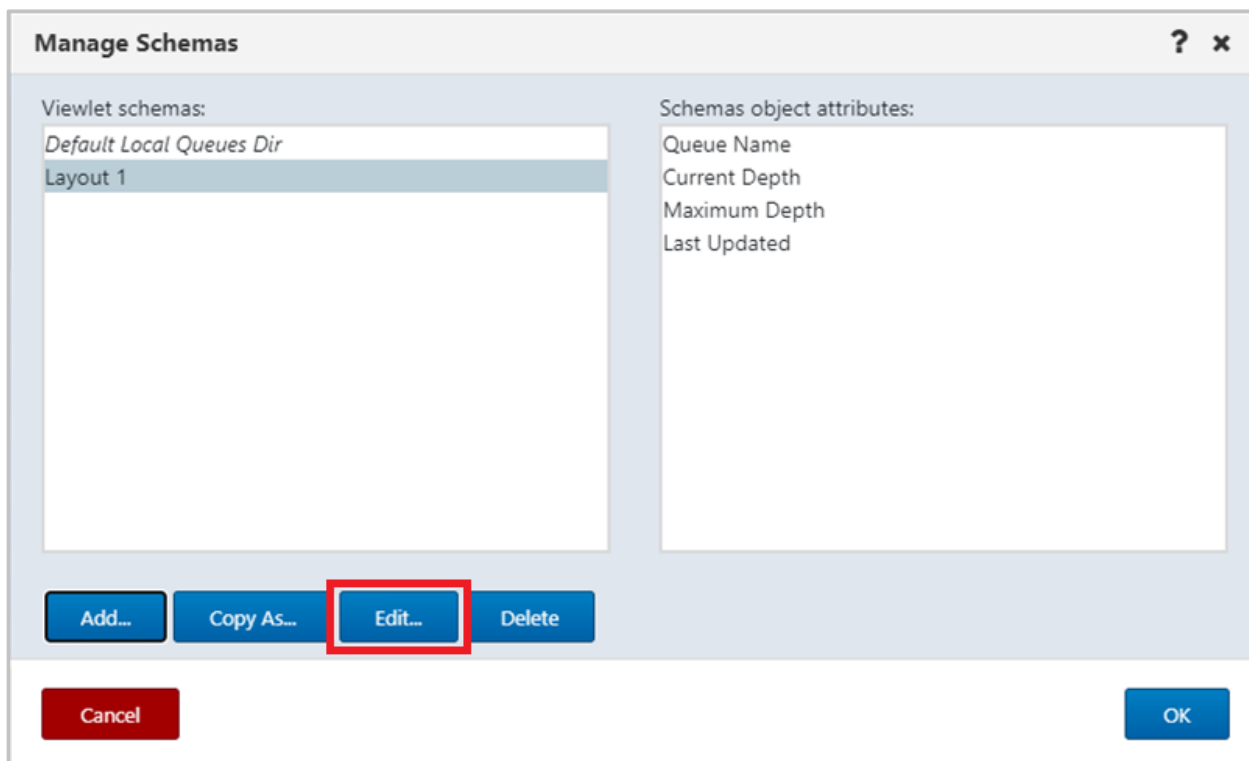 Manage Schemas ? ×
Viewlet schemas:
Default Local Queues Dir
Layout 1
Schemas object attributes:
Queue Name
Current Depth
Maximum Depth
Last Updated
Add... Copy As... Edit... Delete
Cancel OK